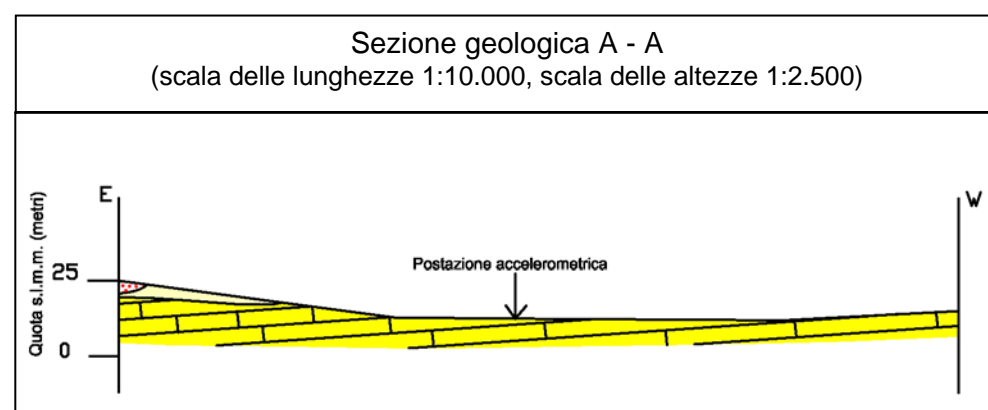 Sezione geologica A - A
(scala delle lunghezze 1:10.000, scala delle altezze 1:2.500)
E
W
Quota s.l.m.m. (metri)
25
Postazione accelerometrica
0